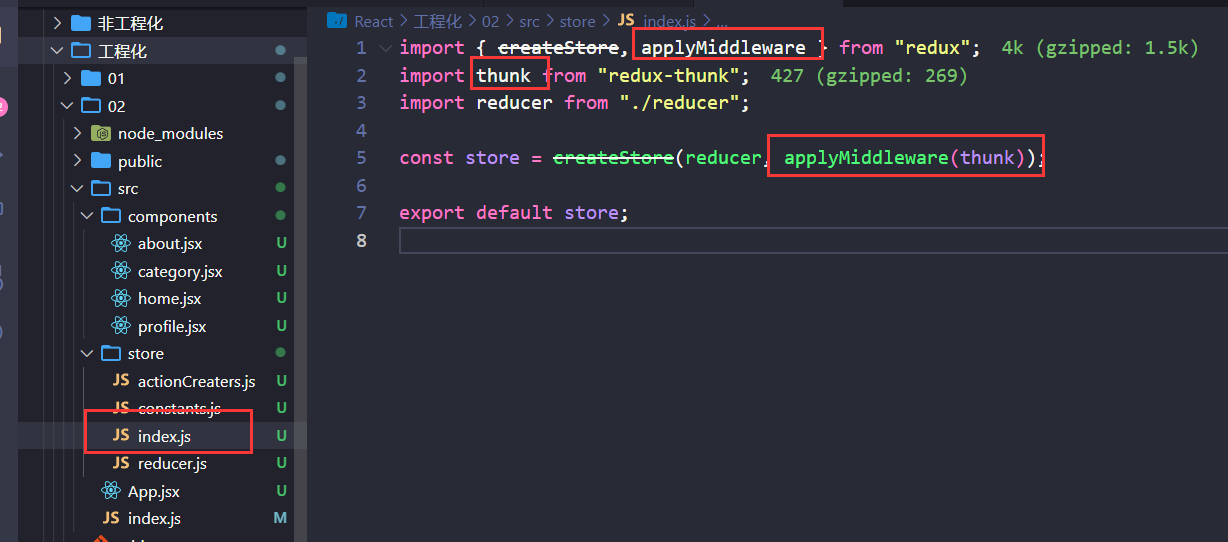 非工程化
工程化
01
02
node_modules
public
src
components
about.jsx U
category.jsx U
home.jsx U
profile.jsx U
store
JS actionCreaters.js U
JS constants.js U
JS index.js U
JS reducer.js U
App.jsx U
JS index.js M
React > 工程化 > 02 > src > store > JS index.js > ...
1 import { createStore, applyMiddleware } from "redux"; 4k (gzipped: 1.5k)
2 import thunk from "redux-thunk"; 427 (gzipped: 269)
3 import reducer from "./reducer";
4
5 const store = createStore(reducer, applyMiddleware(thunk));
6
7 export default store;
8